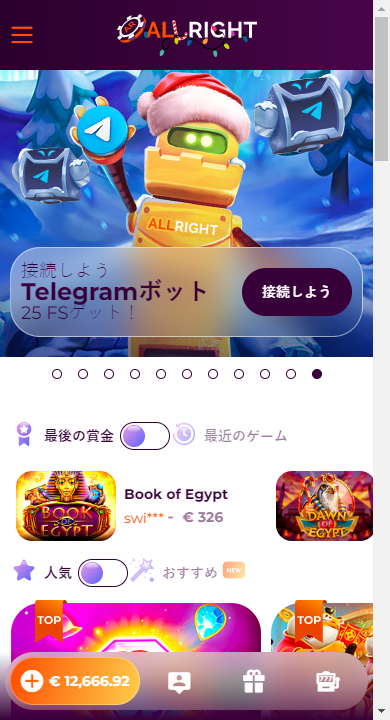 ALLRIGHT
ALLRIGHT
接続しよう
Telegramボット
25 FSゲット！
接続しよう
最後の賞金
最近のゲーム
BOOK OF EGYPT
Book of Egypt
swi*** - € 326
DAWN OF EGYPT
人気
おすすめ
NEW
TOP
TOP
€ 12,666.92
777